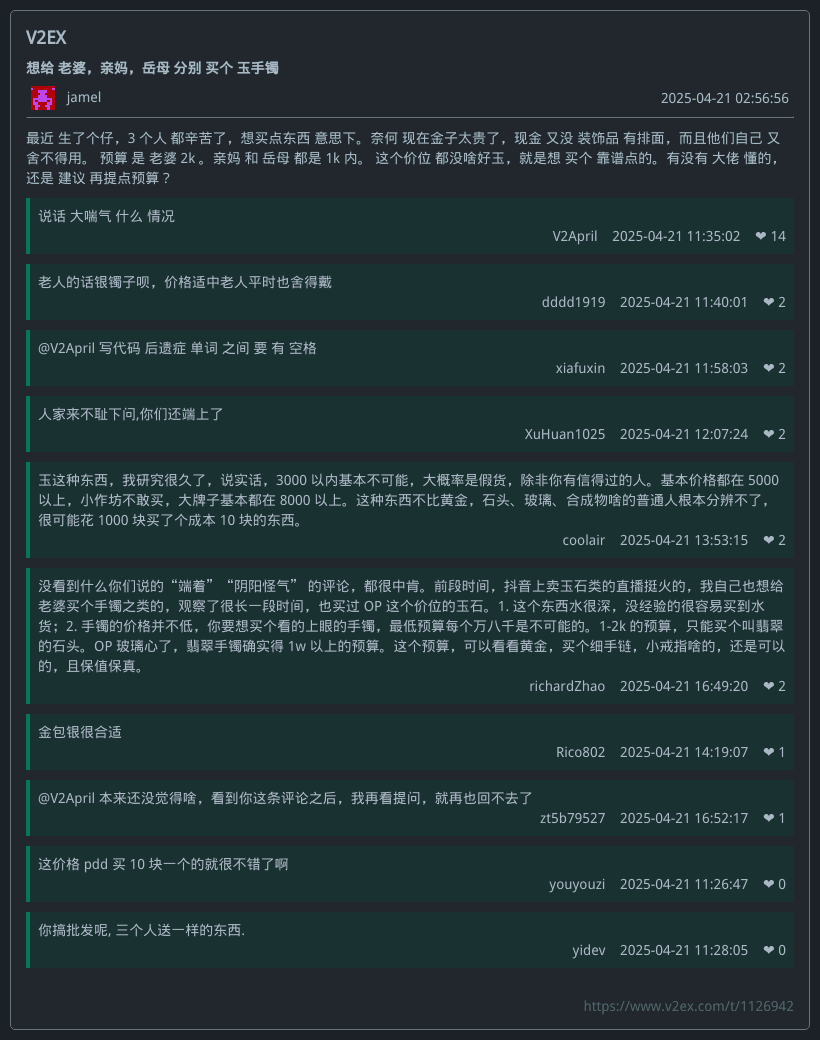 V2EX
想给 老婆，亲妈，岳母 分别 买个 玉手镯
jamel
2025-04-21 02:56:56
最近 生了个仔，3 个人 都辛苦了，想买点东西 意思下。奈何 现在金子太贵了，现金 又没 装饰品 有排面，而且他们自己 又
舍不得用。 预算 是 老婆 2k 。亲妈 和 岳母 都是 1k 内。 这个价位 都没啥好玉，就是想 买个 靠谱点的。有没有 大佬 懂的，
还是 建议 再提点预算？
说话 大喘气 什么 情况
V2April 2025-04-21 11:35:02 ❤ 14
老人的话银镯子呗，价格适中老人平时也舍得戴
dddd1919 2025-04-21 11:40:01 ❤ 2
@V2April 写代码 后遗症 单词 之间 要 有 空格
xiafuxin 2025-04-21 11:58:03 ❤ 2
人家来不耻下问,你们还端上了
XuHuan1025 2025-04-21 12:07:24 ❤ 2
玉这种东西，我研究很久了，说实话，3000 以内基本不可能，大概率是假货，除非你有信得过的人。基本价格都在 5000
以上，小作坊不敢买，大牌子基本都在 8000 以上。这种东西不比黄金，石头、玻璃、合成物啥的普通人根本分辨不了，
很可能花 1000 块买了个成本 10 块的东西。
coolair 2025-04-21 13:53:15 ❤ 2
没看到什么你们说的“端着” “阴阳怪气” 的评论，都很中肯。前段时间，抖音上卖玉石类的直播挺火的，我自己也想给
老婆买个手镯之类的，观察了很长一段时间，也买过 OP 这个价位的玉石。1. 这个东西水很深，没经验的很容易买到水
货；2. 手镯的价格并不低，你要想买个看的上眼的手镯，最低预算每个万八千是不可能的。1-2k 的预算，只能买个叫翡翠
的石头。OP 玻璃心了，翡翠手镯确实得 1w 以上的预算。这个预算，可以看看黄金，买个细手链，小戒指啥的，还是可以
的，且保值保真。
richardZhao 2025-04-21 16:49:20 ❤ 2
金包银很合适
Rico802 2025-04-21 14:19:07 ❤ 1
@V2April 本来还没觉得啥，看到你这条评论之后，我再看提问，就再也回不去了
zt5b79527 2025-04-21 16:52:17 ❤ 1
这价格 pdd 买 10 块一个的就很不错了啊
youyouzi 2025-04-21 11:26:47 ❤ 0
你搞批发呢, 三个人送一样的东西.
yidev 2025-04-21 11:28:05 ❤ 0
https://www.v2ex.com/t/1126942